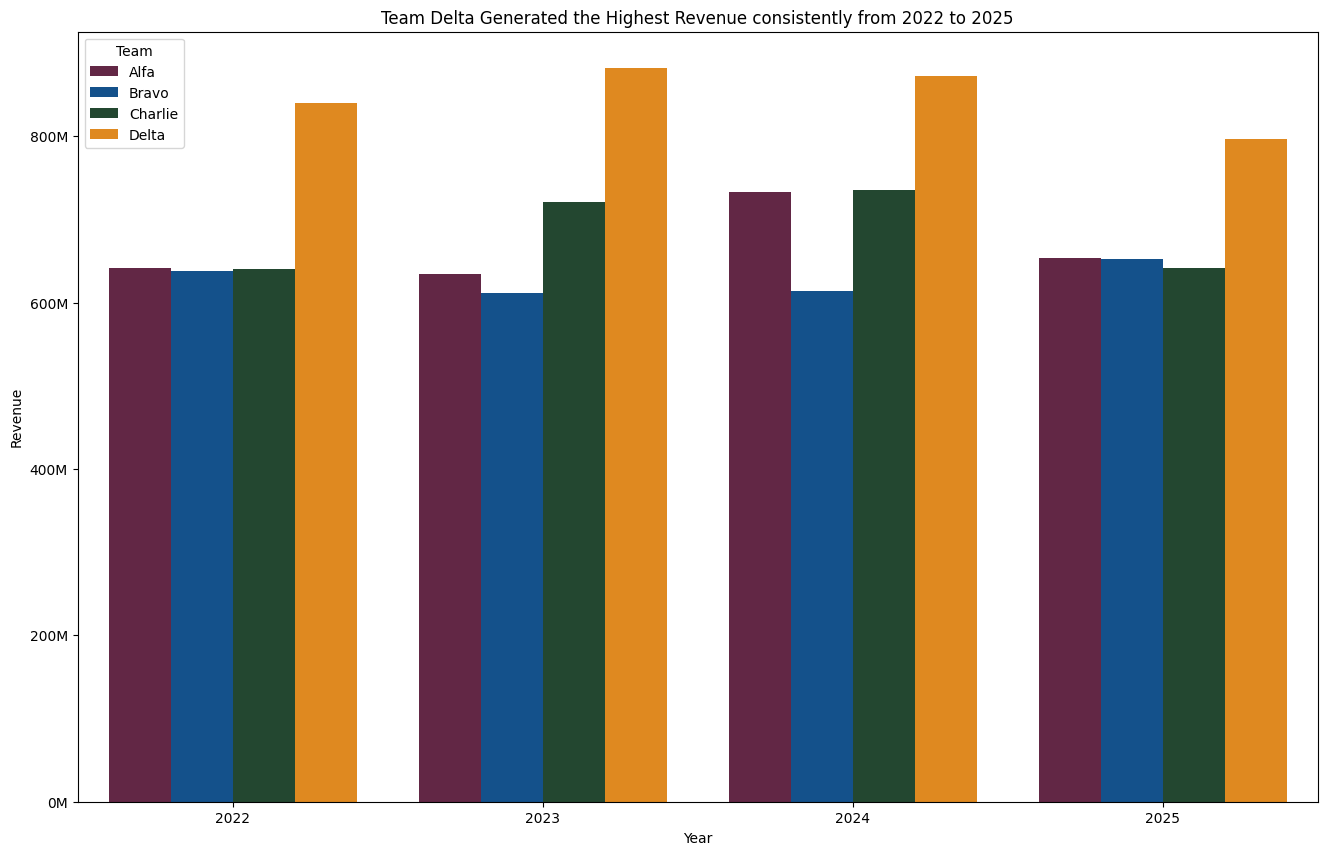 Team Delta Generated the Highest Revenue consistently from 2022 to 2025
Team
Alfa
Bravo
Charlie
Delta
800M
600M
400M
200M
0M
Revenue
2022 2023 2024 2025
Year